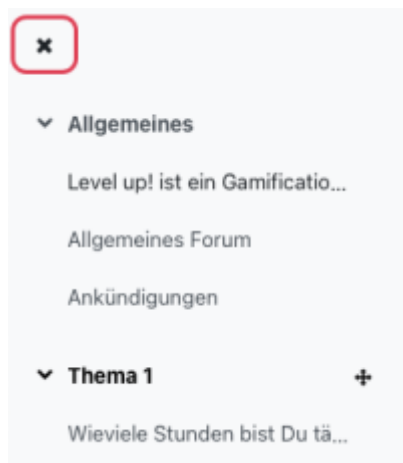 Allgemeines
Level up! ist ein Gamificatio...
Allgemeines Forum
Ankündigungen
Thema 1
Wieviele Stunden bist Du tä...